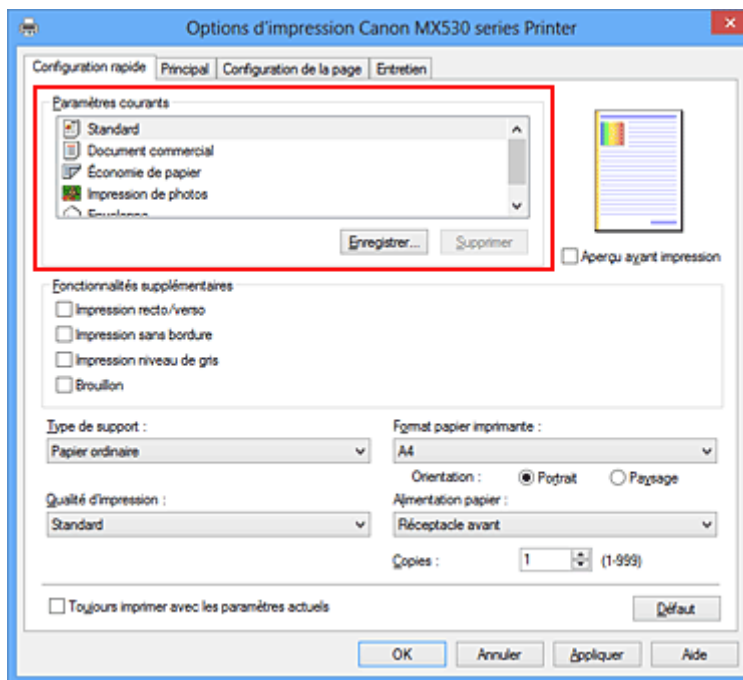 Options d'impression Canon MX530 series Printer
Configuration rapide Principal Configuration de la page Entretien
Paramètres courants
Standard
Document commercial
Économie de papier
Impression de photos
Enregistrer... Supprimer
Aperçu avant impression
Fonctionnalités supplémentaires
Impression recto/verso
Impression sans bordure
Impression niveau de gris
Brouillon
Type de support :
Papier ordinaire
Format papier imprimante :
A4
Orientation : Portrait Paysage
Qualité d'impression :
Standard
Alimentation papier :
Réceptacle avant
Copies : 1 (1-999)
Toujours imprimer avec les paramètres actuels
Défaut
OK Annuler Appliquer Aide